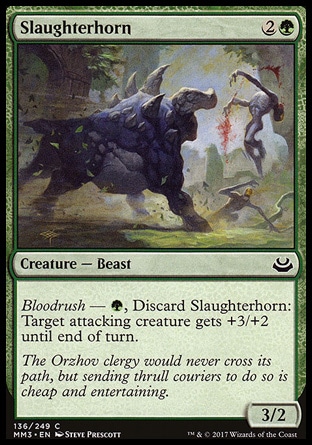 Slaughterhorn 2
Creature — Beast
Bloodrush — , Discard Slaughterhorn:
Target attacking creature gets +3/+2
until end of turn.
The Orzhov clergy would never cross its
path, but sending thrull couriers to do so is
cheap and entertaining.
3/2
136/249 C
MM3 • EN STEVE PRESCOTT
™ & © 2017 Wizards of the Coast